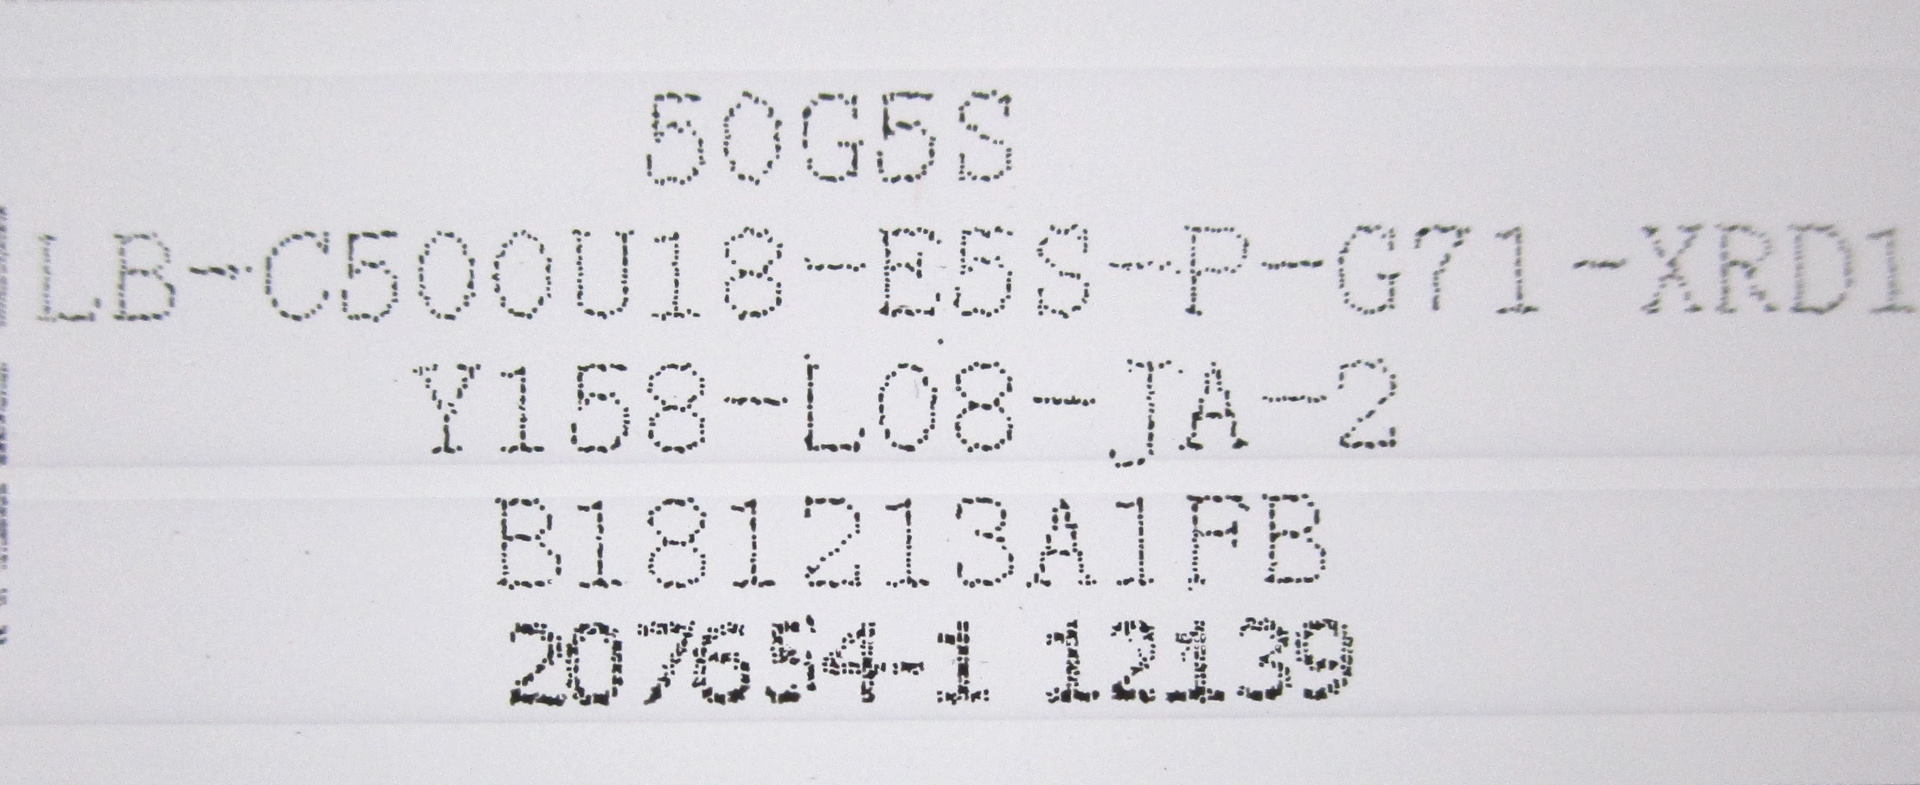 50G5S
LB-C500U18-E5S-P-G71-XRD1
Y158-L08-JA-2
B181213A1FB
207654-1 12139